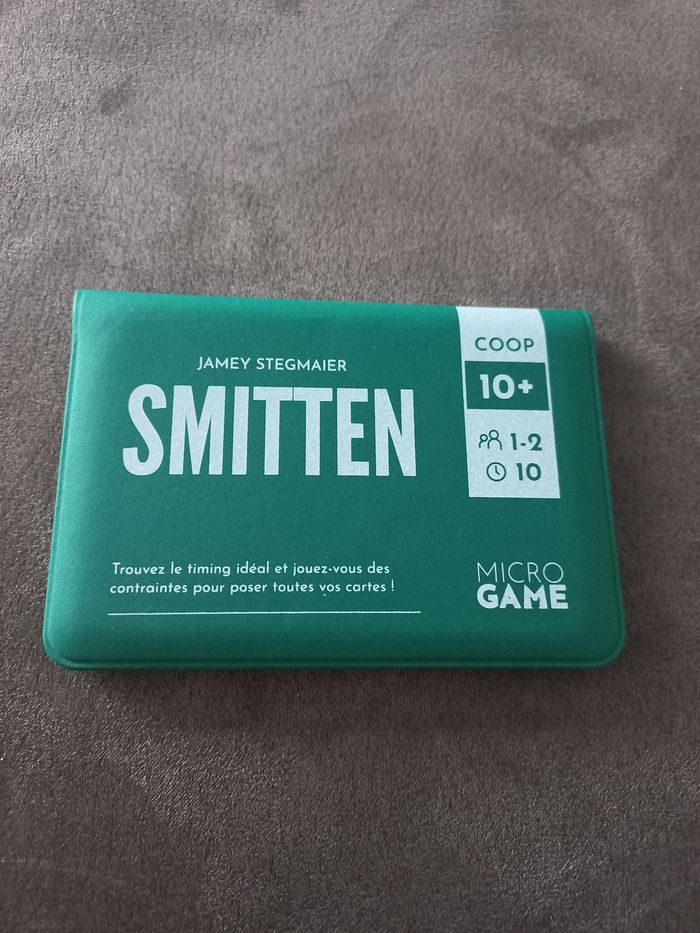 JAMEY STEGMAIER
SMITTEN
COOP
10+
1-2
10
Trouvez le timing idéal et jouez-vous des
contraintes pour poser toutes vos cartes !
MICRO
GAME